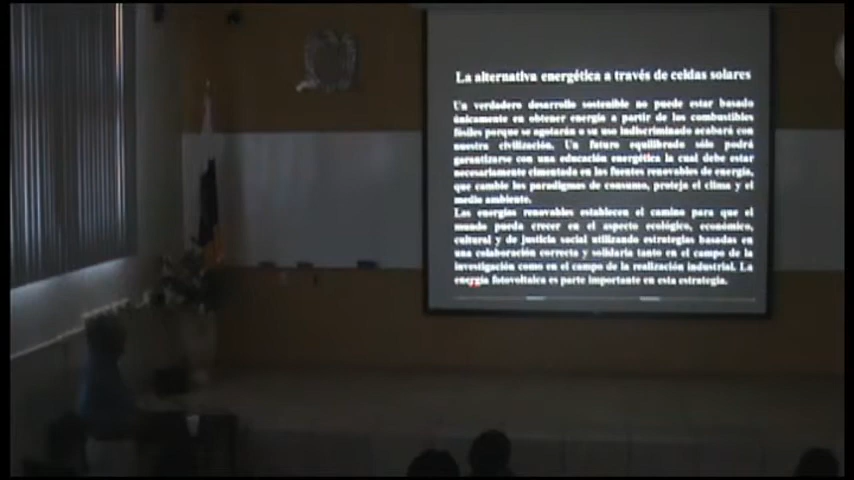 La alternativa energética a través de celdas solares
Un verdadero desarrollo sostenible no puede estar basado
únicamente en obtener energía a partir de los combustibles
fósiles porque se agotarán o su uso indiscriminado acabará con
nuestra civilización. Un futuro equilibrado sólo podrá
garantizarse con una educación energética la cual debe estar
necesariamente cimentada en las fuentes renovables de energía,
que cambie los paradigmas de consumo, proteja el clima y el
medio ambiente.
Las energías renovables establecen el camino para que el
mundo pueda crecer en el aspecto ecológico, económico,
cultural y de justicia social utilizando estrategias basadas en
una colaboración correcta y solidaria tanto en el campo de la
investigación como en el campo de la realización industrial. La
energía fotovoltaica es parte importante en esta estrategia.